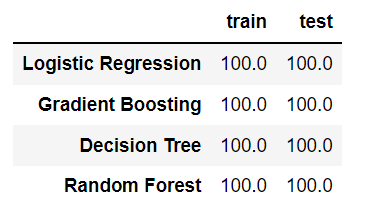 train test
Logistic Regression 100.0 100.0
Gradient Boosting 100.0 100.0
Decision Tree 100.0 100.0
Random Forest 100.0 100.0